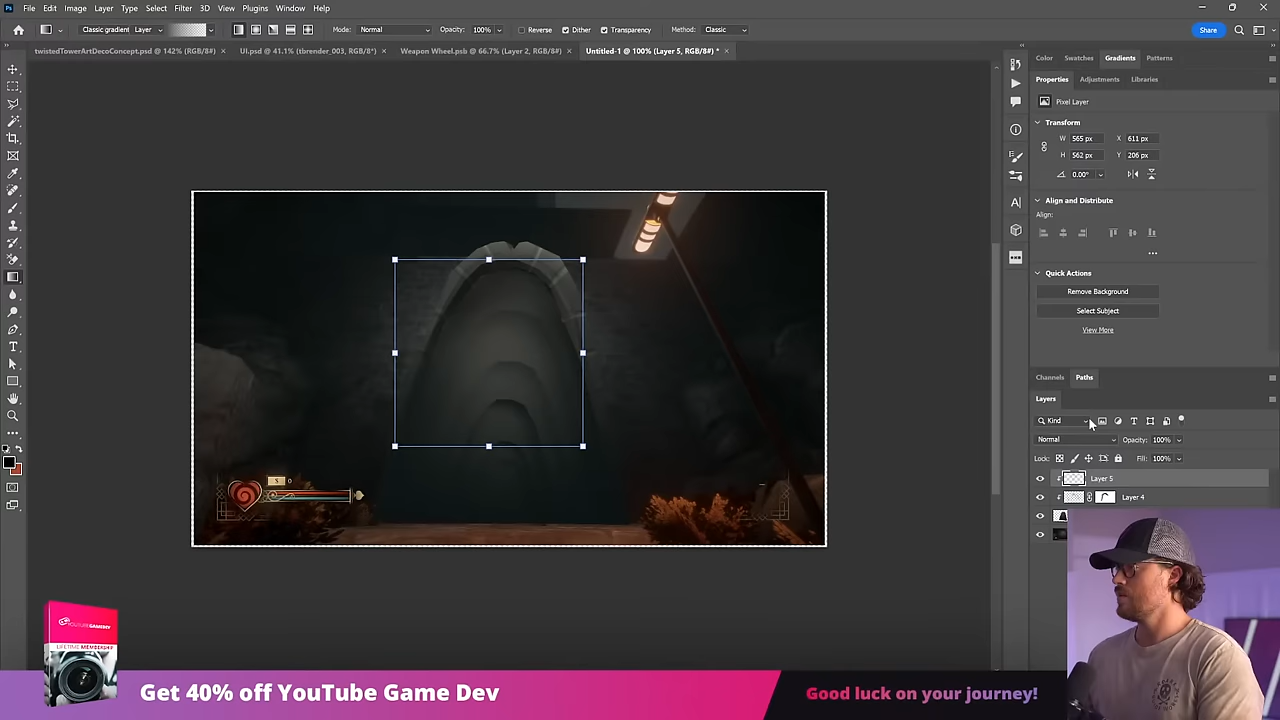 File Edit Image Layer Type Select Filter 3D View Plugins Window Help
Classic gradient Layer Mode: Normal Opacity: 100% Reverse Dither Transparency Method: Classic Share
twistedTowerArtDecoConcept.psd @ 142% (RGB/8#) × UI.psd @ 41.1% (tbrender_003, RGB/8*) × Weapon Wheel.psb @ 66.7% (Layer 2, RGB/8#) × Untitled-1 @ 100% (Layer 5, RGB/8#) * ×
Color Swatches Gradients Patterns
Properties Adjustments Libraries
Pixel Layer
Transform
W 565 px X 611 px
H 562 px Y 206 px
0.00°
Align and Distribute
Align:
Quick Actions
Remove Background
Select Subject
View More
Channels Paths
Layers
Kind
Normal Opacity: 100%
Lock: Fill: 100%
Layer 5
Layer 4
S 0
YOUTUBE GAMEDEV
LIFETIME MEMBERSHIP
Get 40% off YouTube Game Dev
Good luck on your journey!